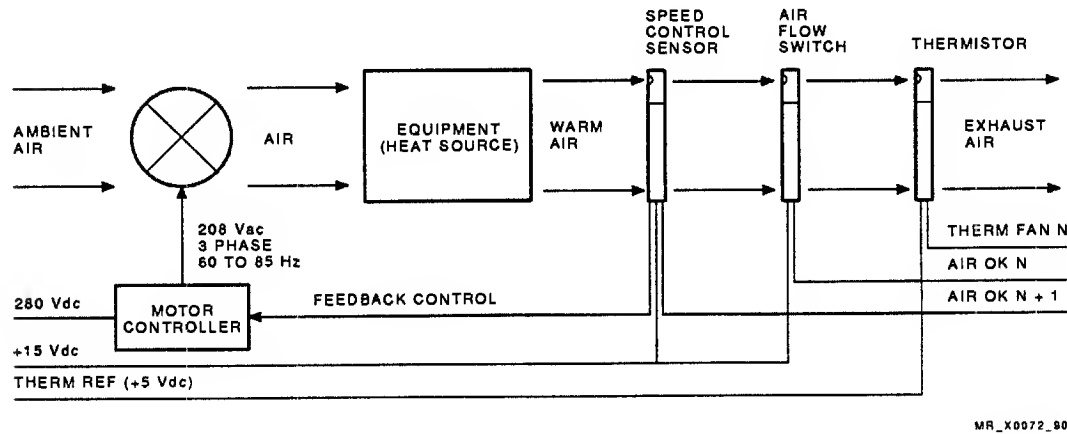 SPEED
CONTROL
SENSOR
AIR
FLOW
SWITCH
THERMISTOR
AMBIENT
AIR
AIR
EQUIPMENT
(HEAT SOURCE)
WARM
AIR
EXHAUST
AIR
208 Vac
3 PHASE
60 TO 85 Hz
THERM FAN N
AIR OK N
AIR OK N + 1
280 Vdc
MOTOR
CONTROLLER
FEEDBACK CONTROL
+15 Vdc
THERM REF (+5 Vdc)
MR_X0072_90